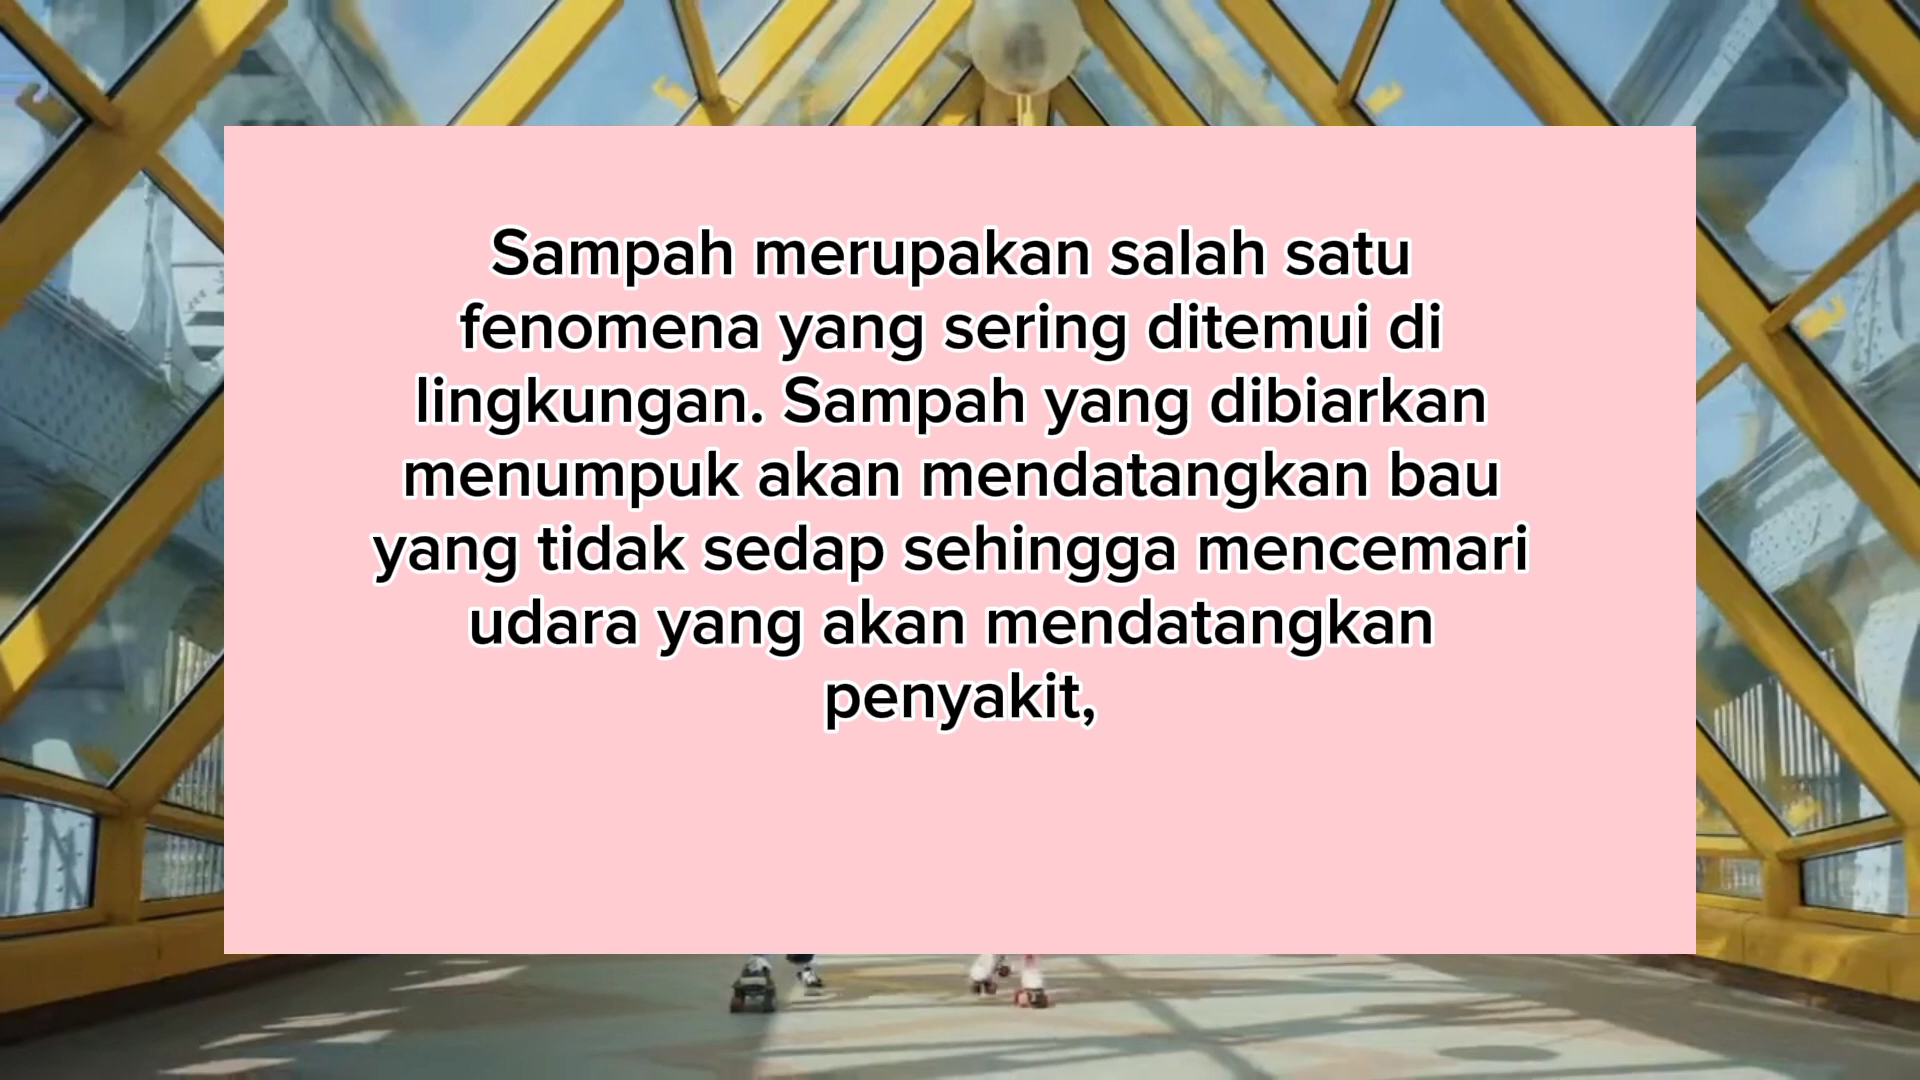 Sampah merupakan salah satu
fenomena yang sering ditemui di
lingkungan. Sampah yang dibiarkan
menumpuk akan mendatangkan bau
yang tidak sedap sehingga mencemari
udara yang akan mendatangkan
penyakit,